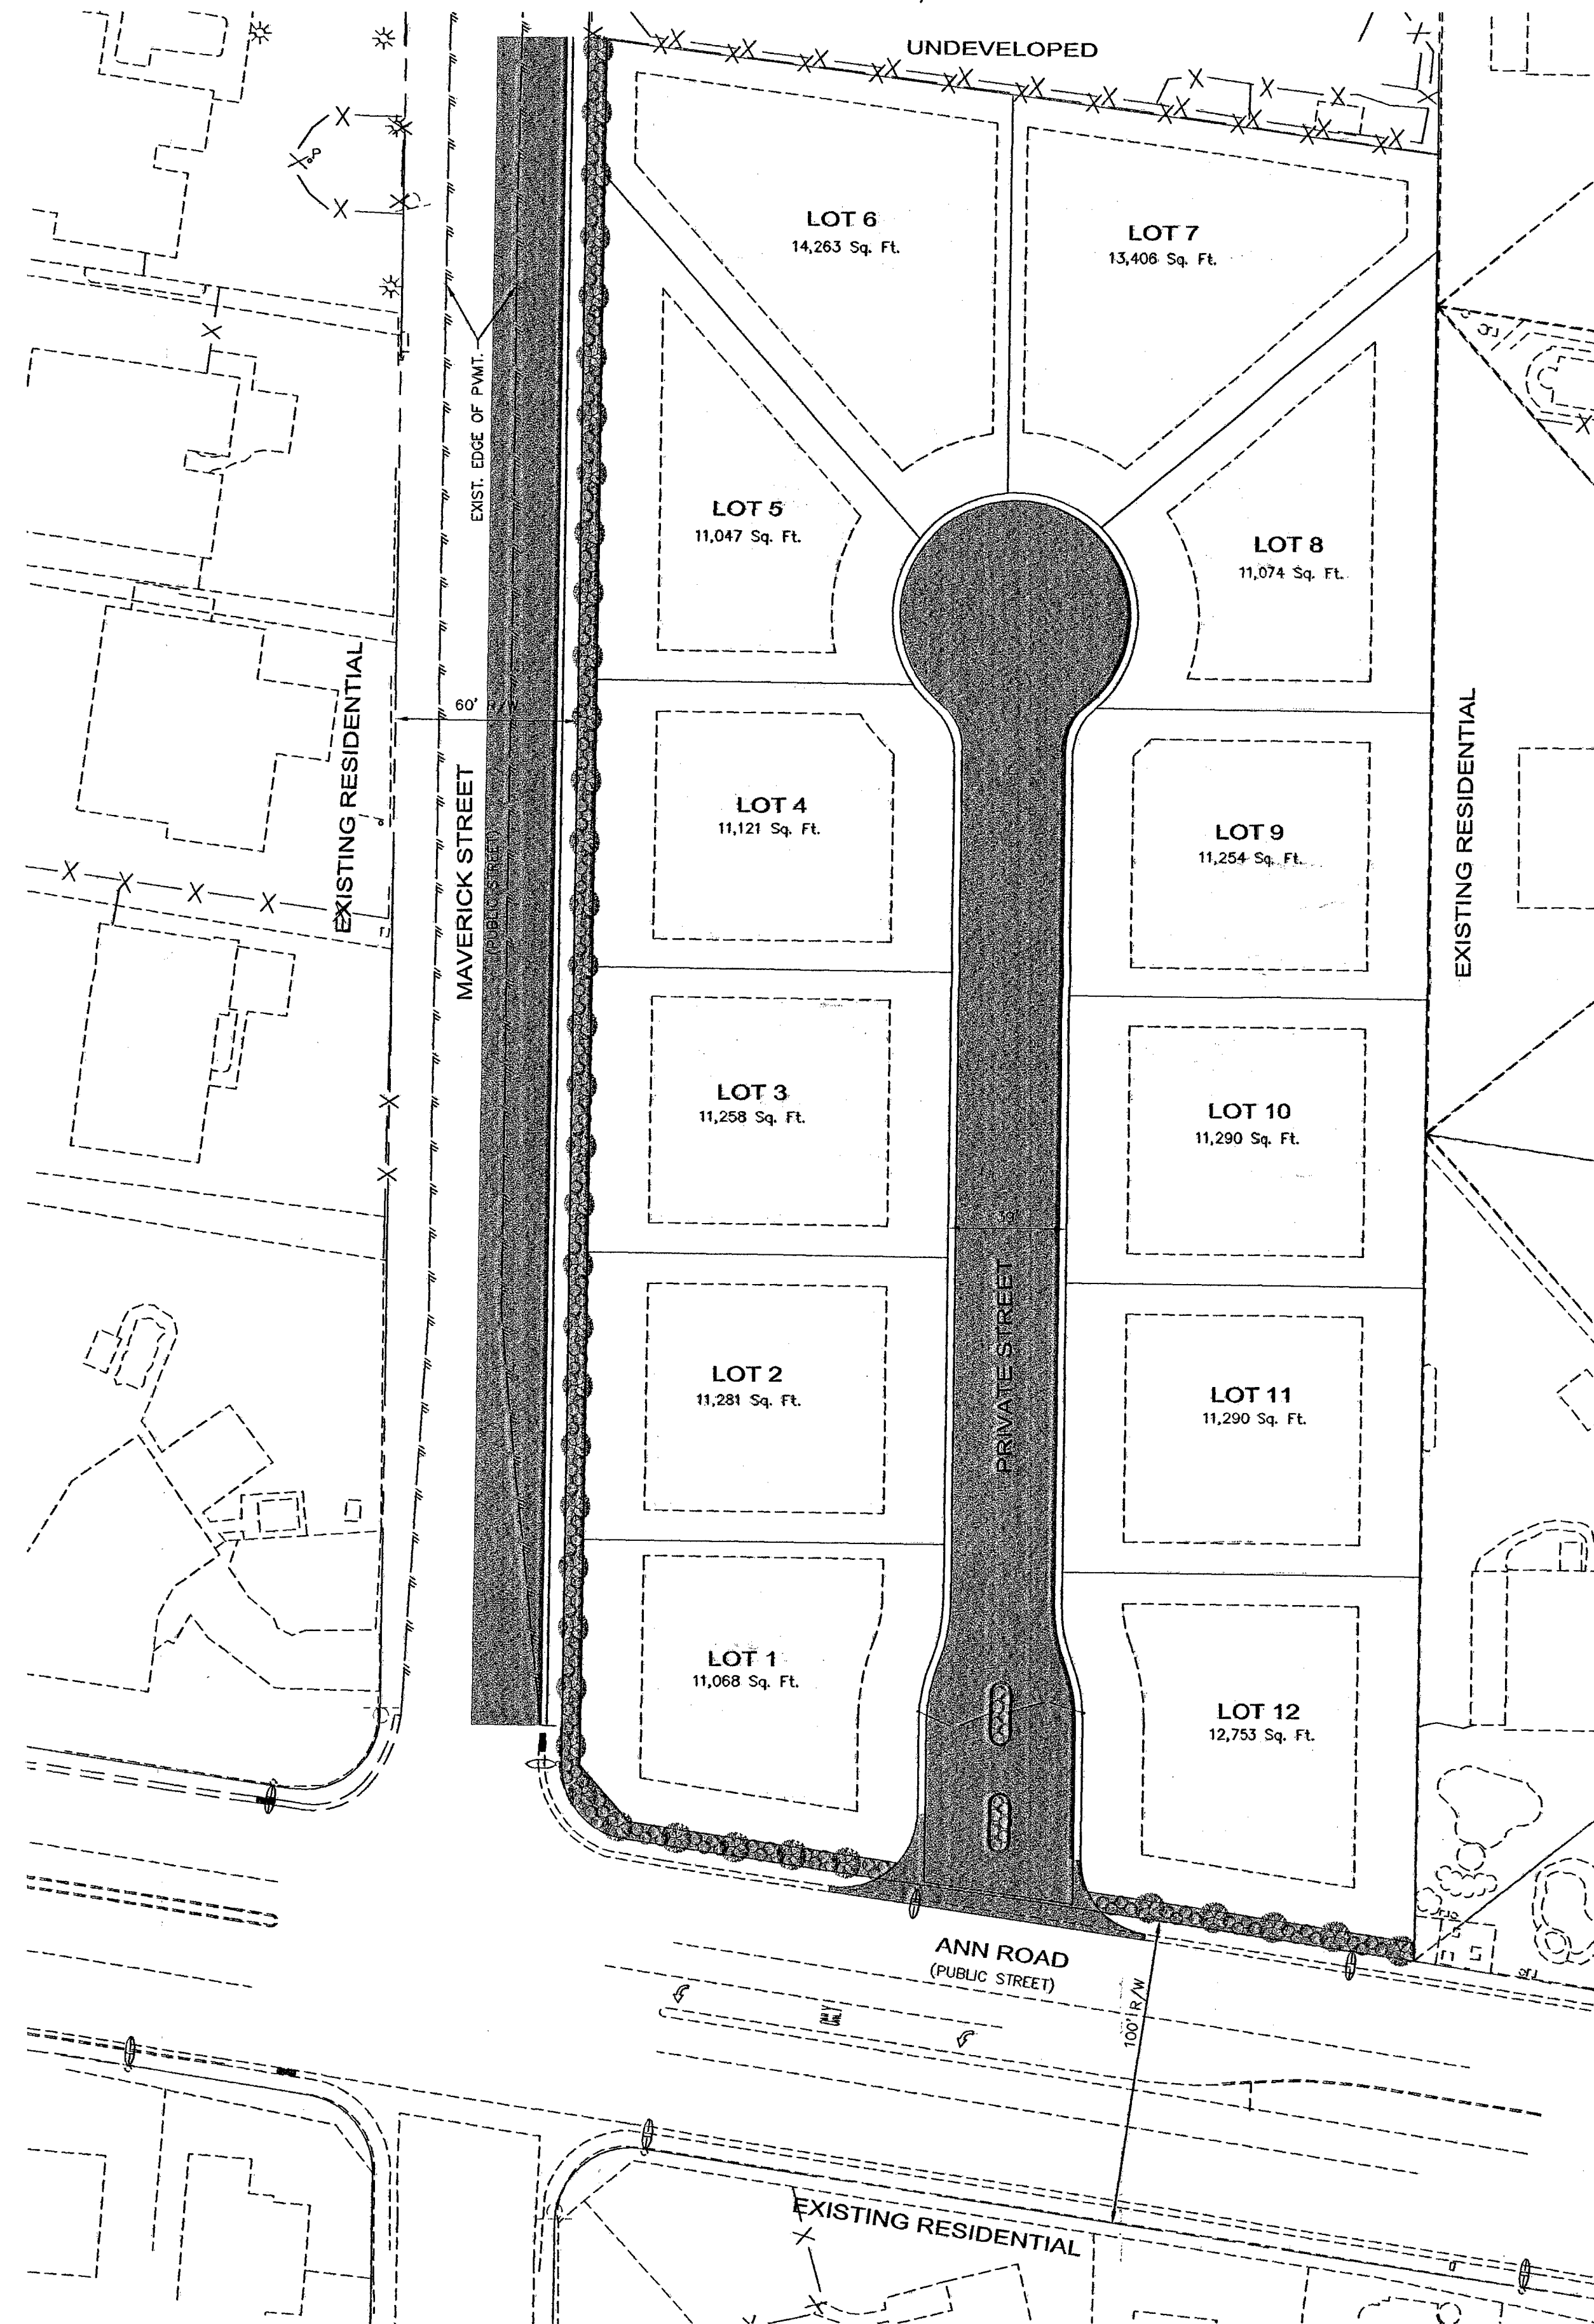 UNDEVELOPED
LOT 6
14,263 Sq. Ft.
LOT 7
13,406 Sq. Ft.
EXIST. EDGE OF PVMT.
LOT 5
11,047 Sq. Ft.
LOT 8
11,074 Sq. Ft.
EXISTING RESIDENTIAL
60' R/W
MAVERICK STREET
(PUBLIC STREET)
LOT 4
11,121 Sq. Ft.
LOT 9
11,254 Sq. Ft.
EXISTING RESIDENTIAL
LOT 3
11,258 Sq. Ft.
LOT 10
11,290 Sq. Ft.
PRIVATE STREET
LOT 2
11,281 Sq. Ft.
LOT 11
11,290 Sq. Ft.
LOT 1
11,068 Sq. Ft.
LOT 12
12,753 Sq. Ft.
ANN ROAD
(PUBLIC STREET)
100' R/W
EXISTING RESIDENTIAL